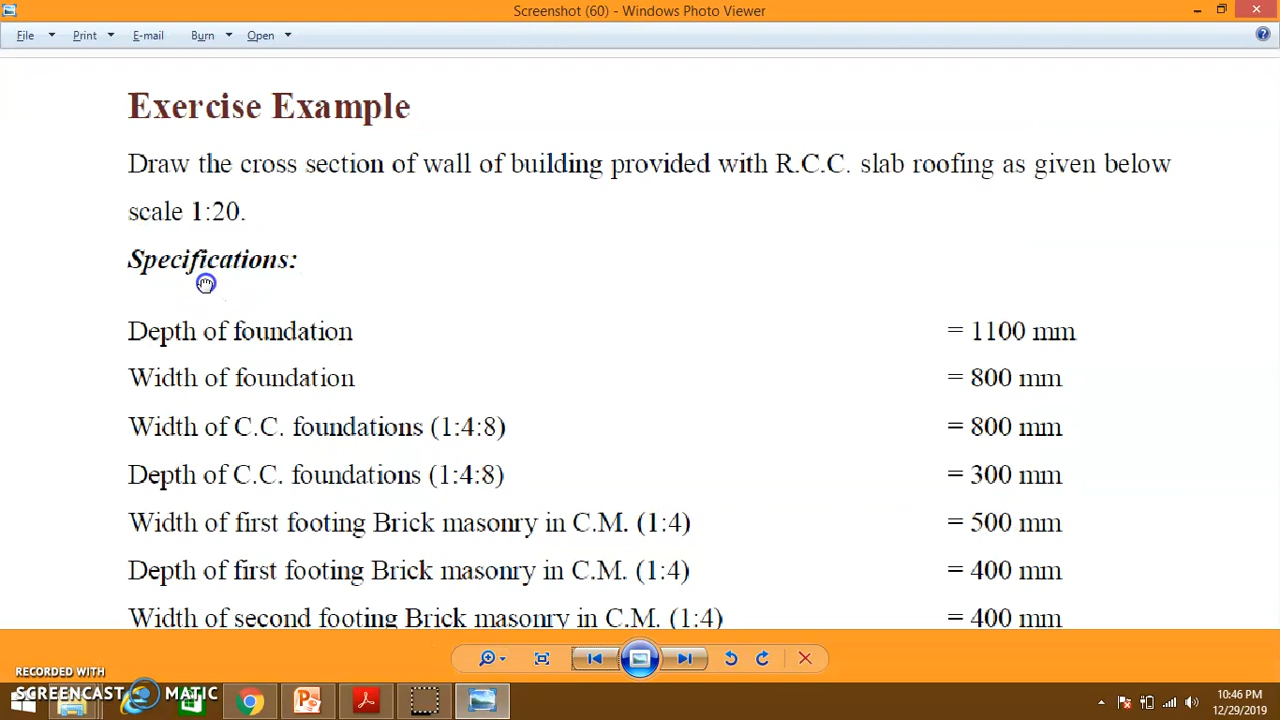 Screenshot (60) - Windows Photo Viewer
File Print E-mail Burn Open
Exercise Example
Draw the cross section of wall of building provided with R.C.C. slab roofing as given below
scale 1:20.
Specifications:
Depth of foundation = 1100 mm
Width of foundation = 800 mm
Width of C.C. foundations (1:4:8) = 800 mm
Depth of C.C. foundations (1:4:8) = 300 mm
Width of first footing Brick masonry in C.M. (1:4) = 500 mm
Depth of first footing Brick masonry in C.M. (1:4) = 400 mm
Width of second footing Brick masonry in C.M. (1:4) = 400 mm
RECORDED WITH
SCREENCAST MATIC
10:46 PM
12/29/2019